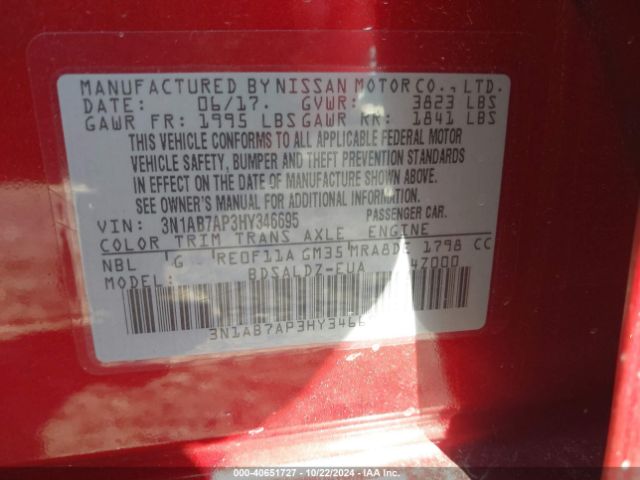 MANUFACTURED BY NISSAN MOTOR CO., LTD.
DATE: 06/17. GVWR: 3823 LBS
GAWR FR: 1995 LBS GAWR RR: 1841 LBS
THIS VEHICLE CONFORMS TO ALL APPLICABLE FEDERAL MOTOR
VEHICLE SAFETY, BUMPER AND THEFT PREVENTION STANDARDS
IN EFFECT ON THE DATE OF MANUFACTURE SHOWN ABOVE.
SEE OWNER'S MANUAL FOR ADDITIONAL INFORMATION.
VIN: 3N1AB7AP3HY346695 PASSENGER CAR.
COLOR TRIM TRANS AXLE ENGINE
NBL G RE0F11A GM35 MRA8DE 1798 CC
MODEL: BDSALDZ-EUA 47000
3N1AB7AP3HY3466
000-40651727 - 10/22/2024 - IAA Inc.